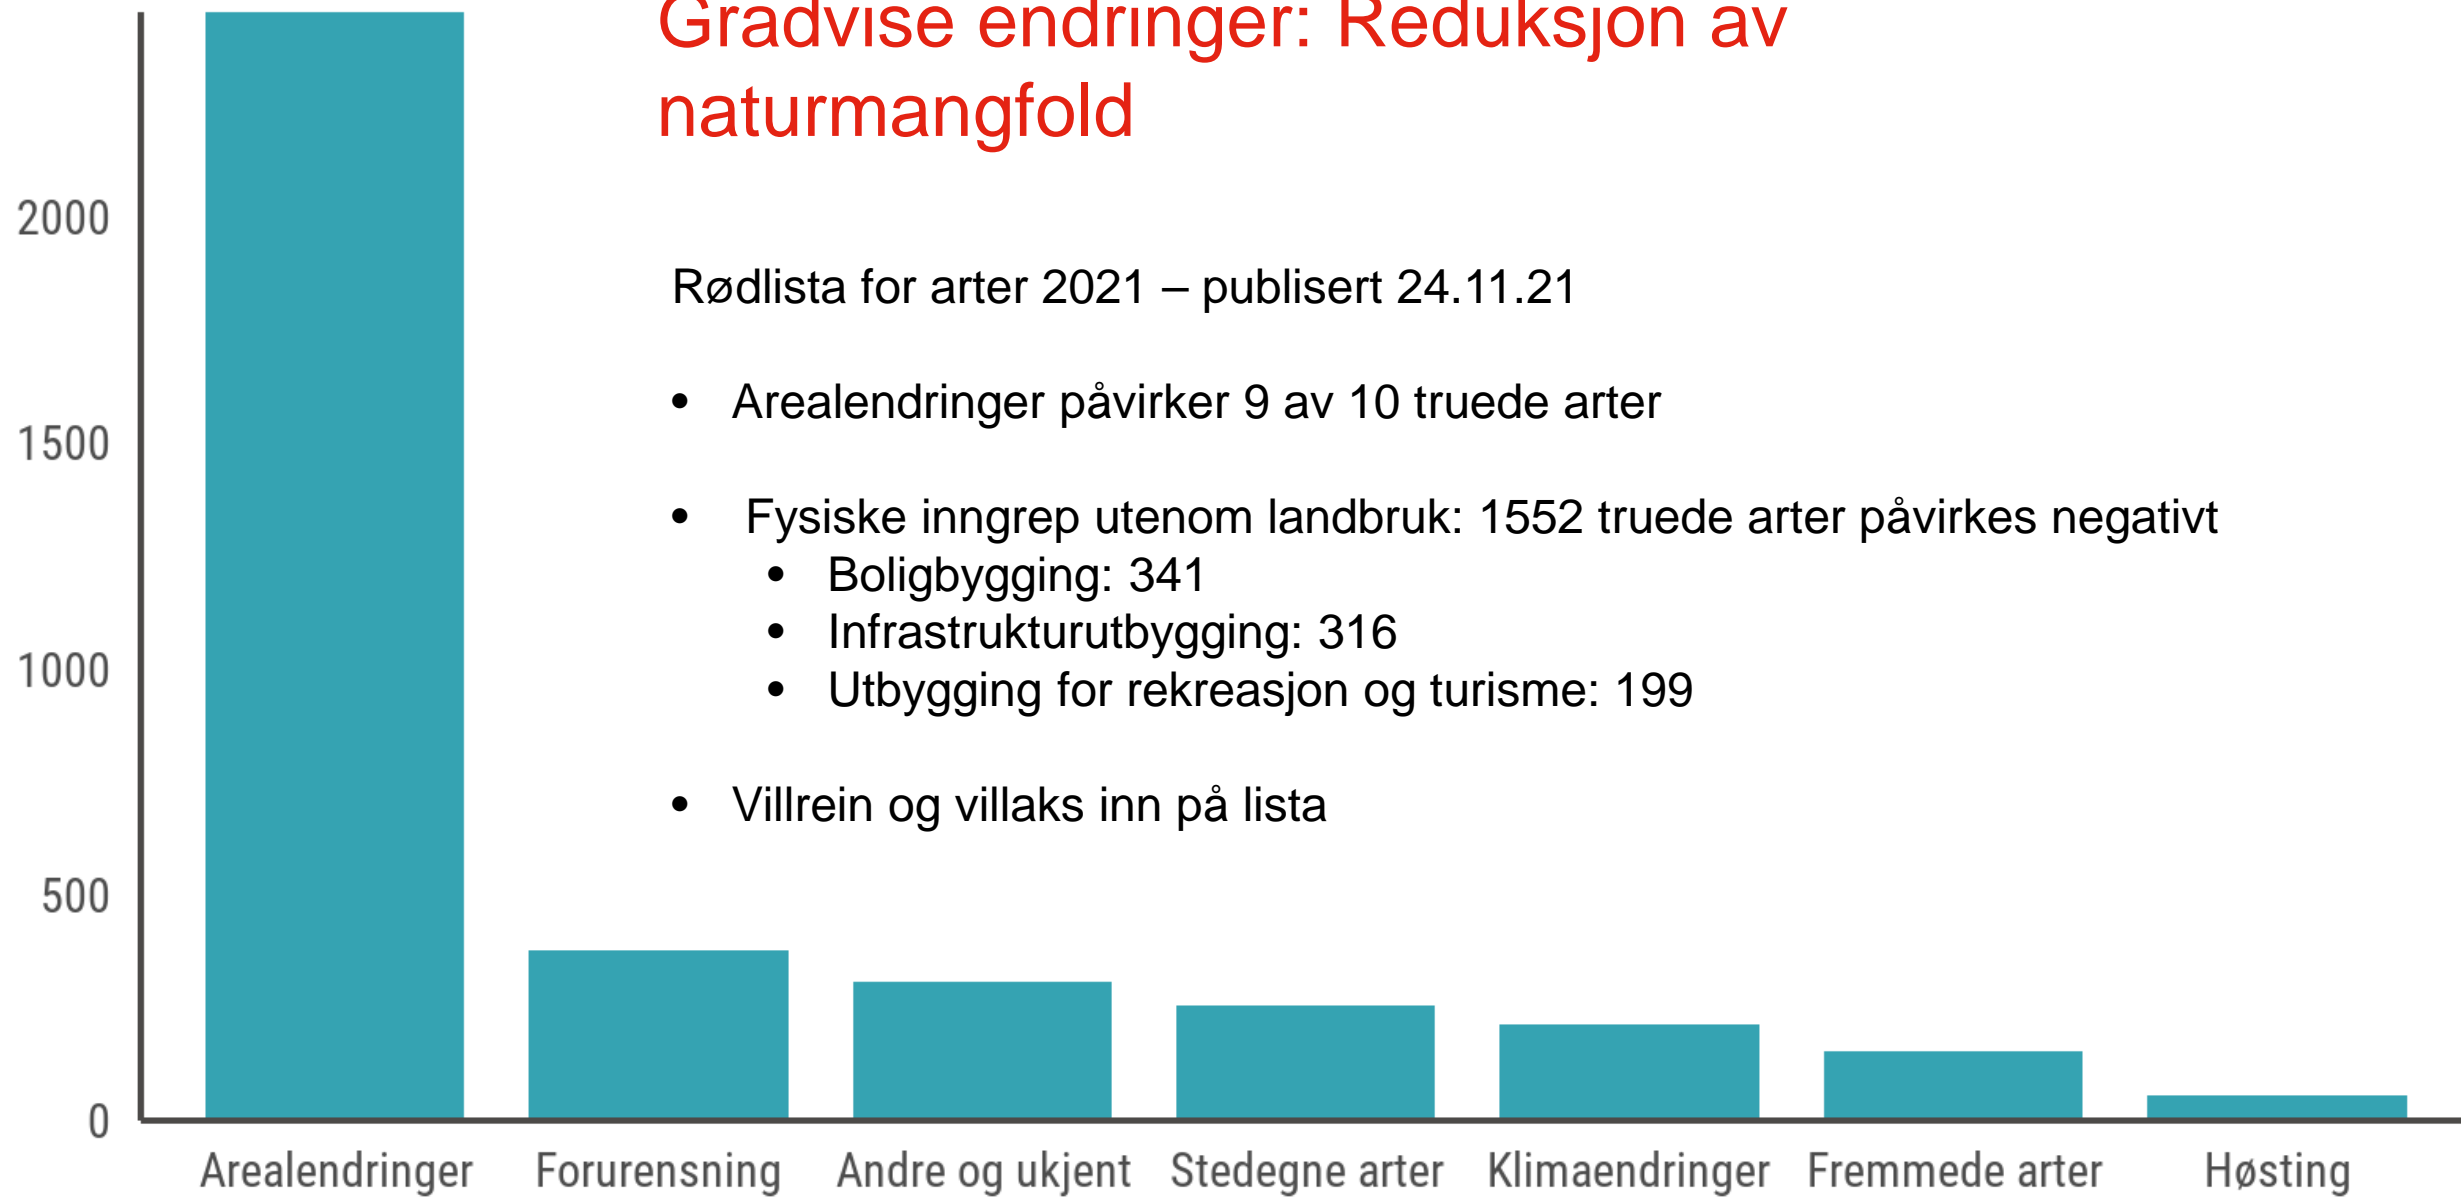 Gradvise endringer: Reduksjon av
naturmangfold
Rødlista for arter 2021 – publisert 24.11.21
• Arealendringer påvirker 9 av 10 truede arter
• Fysiske inngrep utenom landbruk: 1552 truede arter påvirkes negativt
• Boligbygging: 341
• Infrastrukturutbygging: 316
• Utbygging for rekreasjon og turisme: 199
• Villrein og villaks inn på lista
2000
1500
1000
500
0
Arealendringer Forurensning Andre og ukjent Stedegne arter Klimaendringer Fremmede arter Høsting